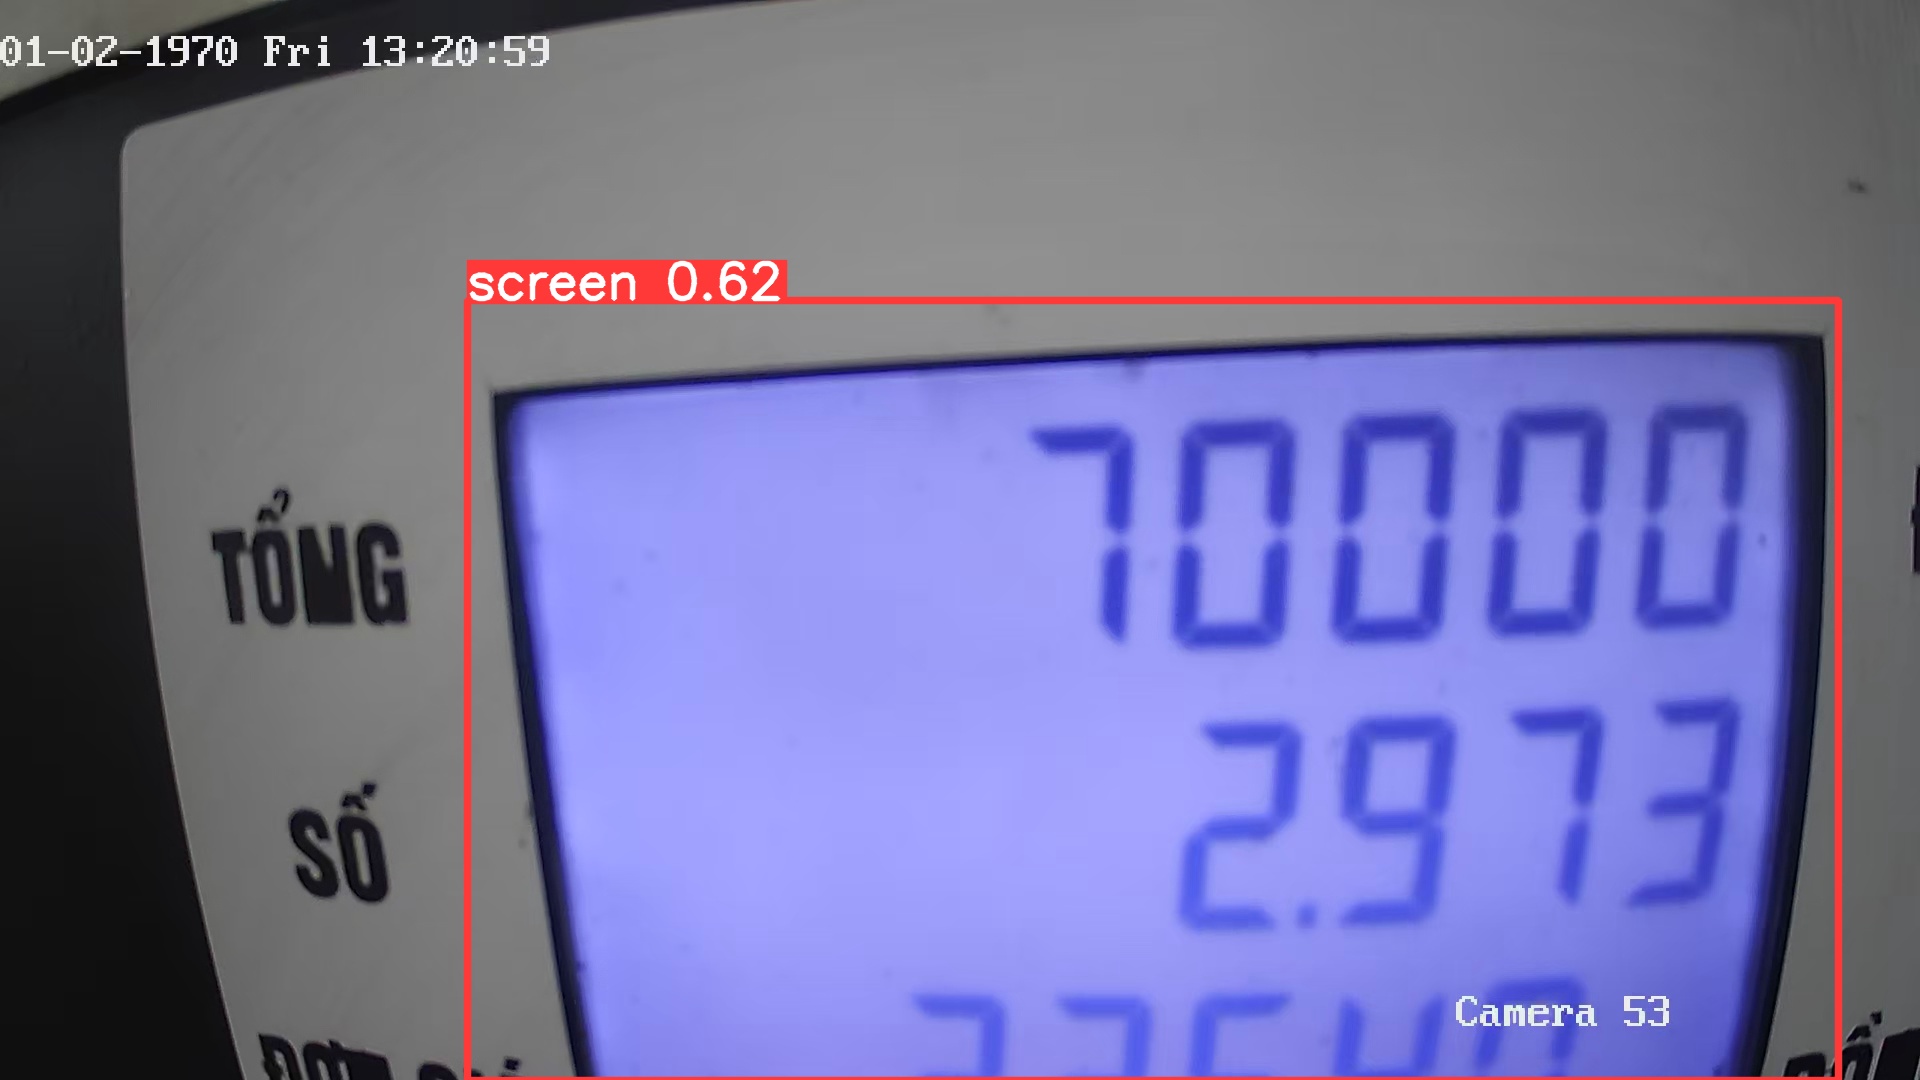 01-02-1970 Fri 13:20:59
screen 0.62
TỔNG 70000
SỐ 2.973
Camera 53